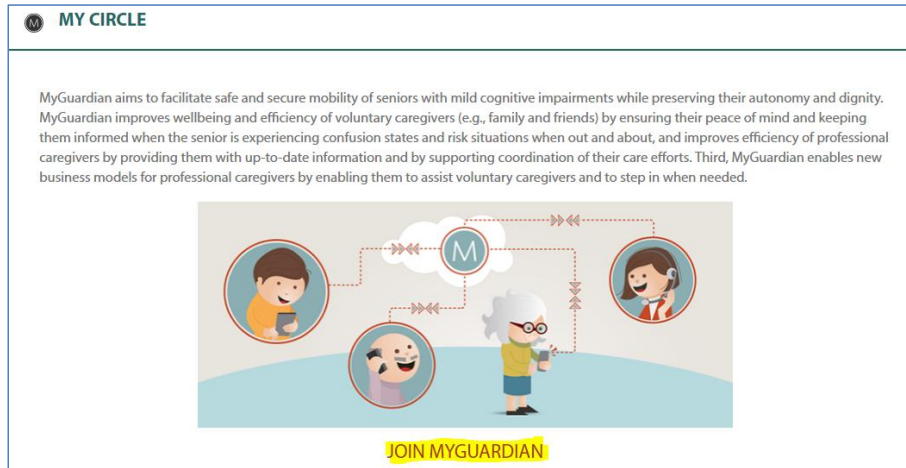 M MY CIRCLE
MyGuardian aims to facilitate safe and secure mobility of seniors with mild cognitive impairments while preserving their autonomy and dignity.
MyGuardian improves wellbeing and efficiency of voluntary caregivers (e.g., family and friends) by ensuring their peace of mind and keeping
them informed when the senior is experiencing confusion states and risk situations when out and about, and improves efficiency of professional
caregivers by providing them with up-to-date information and by supporting coordination of their care efforts. Third, MyGuardian enables new
business models for professional caregivers by enabling them to assist voluntary caregivers and to step in when needed.
M
JOIN MYGUARDIAN